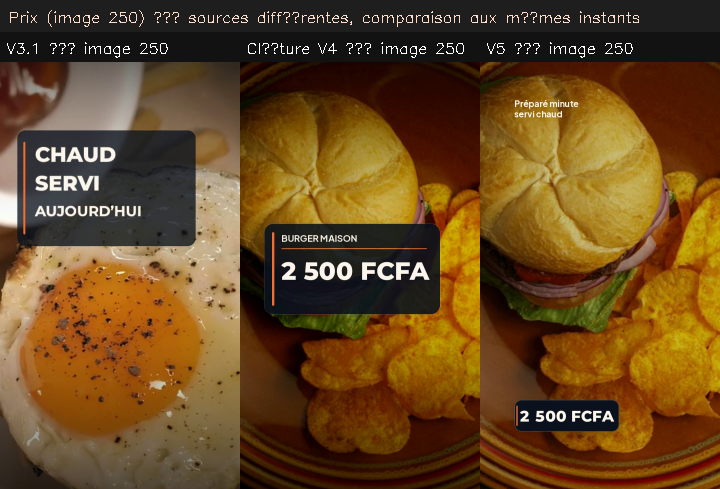 Prix (image 250) ??? sources diff??rentes, comparaison aux m??mes instants
V3.1 ??? image 250
Cl??ture V4 ??? image 250
V5 ??? image 250
CHAUD
SERVI
AUJOURD'HUI
BURGER MAISON
2 500 FCFA
Préparé minute
servi chaud
2 500 FCFA